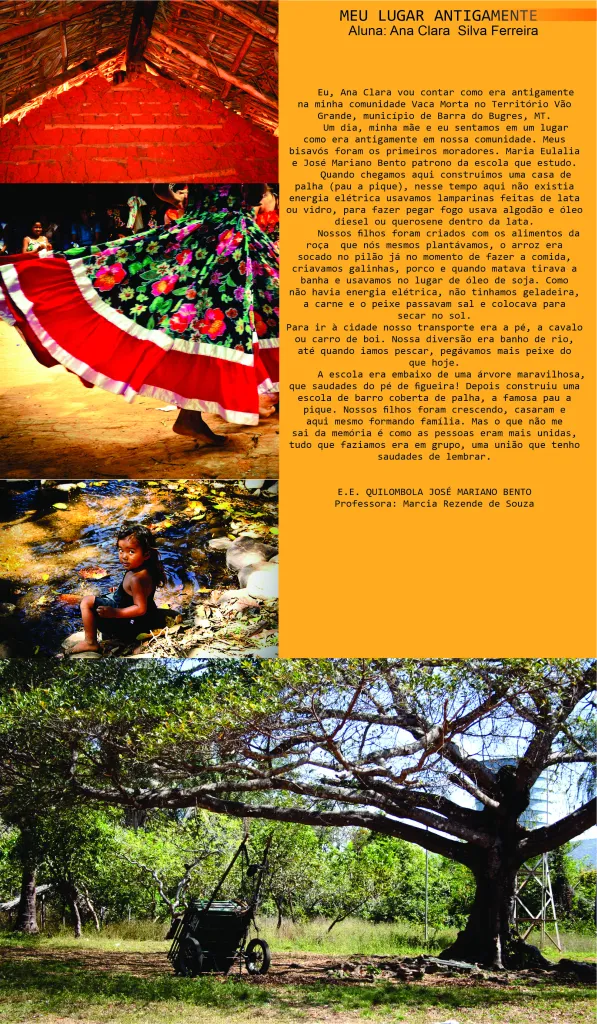 MEU LUGAR ANTIGAMENTE
Aluna: Ana Clara Silva Ferreira
Eu, Ana Clara vou contar como era antigamente
na minha comunidade Vaca Morta no Território Vão
Grande, município de Barra do Bugres, MT.
Um dia, minha mãe e eu sentamos em um lugar
como era antigamente em nossa comunidade. Meus
bisavós foram os primeiros moradores. Maria Eulalia
e José Mariano Bento patrono da escola que estudo.
Quando chegamos aqui construimos uma casa de
palha (pau a pique), nesse tempo aqui não existia
energia elétrica usavamos lamparinas feitas de lata
ou vidro, para fazer pegar fogo usava algodão e óleo
diesel ou querosene dentro da lata.
Nossos filhos foram criados com os alimentos da
roça que nós mesmos plantávamos, o arroz era
socado no pilão já no momento de fazer a comida,
criavamos galinhas, porco e quando matava tirava a
banha e usavamos no lugar de óleo de soja. Como
não havia energia elétrica, não tinhamos geladeira,
a carne e o peixe passavam sal e colocava para
secar no sol.
Para ir à cidade nosso transporte era a pé, a cavalo
ou carro de boi. Nossa diversão era banho de rio,
até quando iamos pescar, pegávamos mais peixe do
que hoje.
A escola era embaixo de uma árvore maravilhosa,
que saudades do pé de figueira! Depois construiu uma
escola de barro coberta de palha, a famosa pau a
pique. Nossos filhos foram crescendo, casaram e
aqui mesmo formando família. Mas o que não me
sai da memória é como as pessoas eram mais unidas,
tudo que faziamos era em grupo, uma união que tenho
saudades de lembrar.
E.E. QUILOMBOLA JOSÉ MARIANO BENTO
Professora: Marcia Rezende de Souza